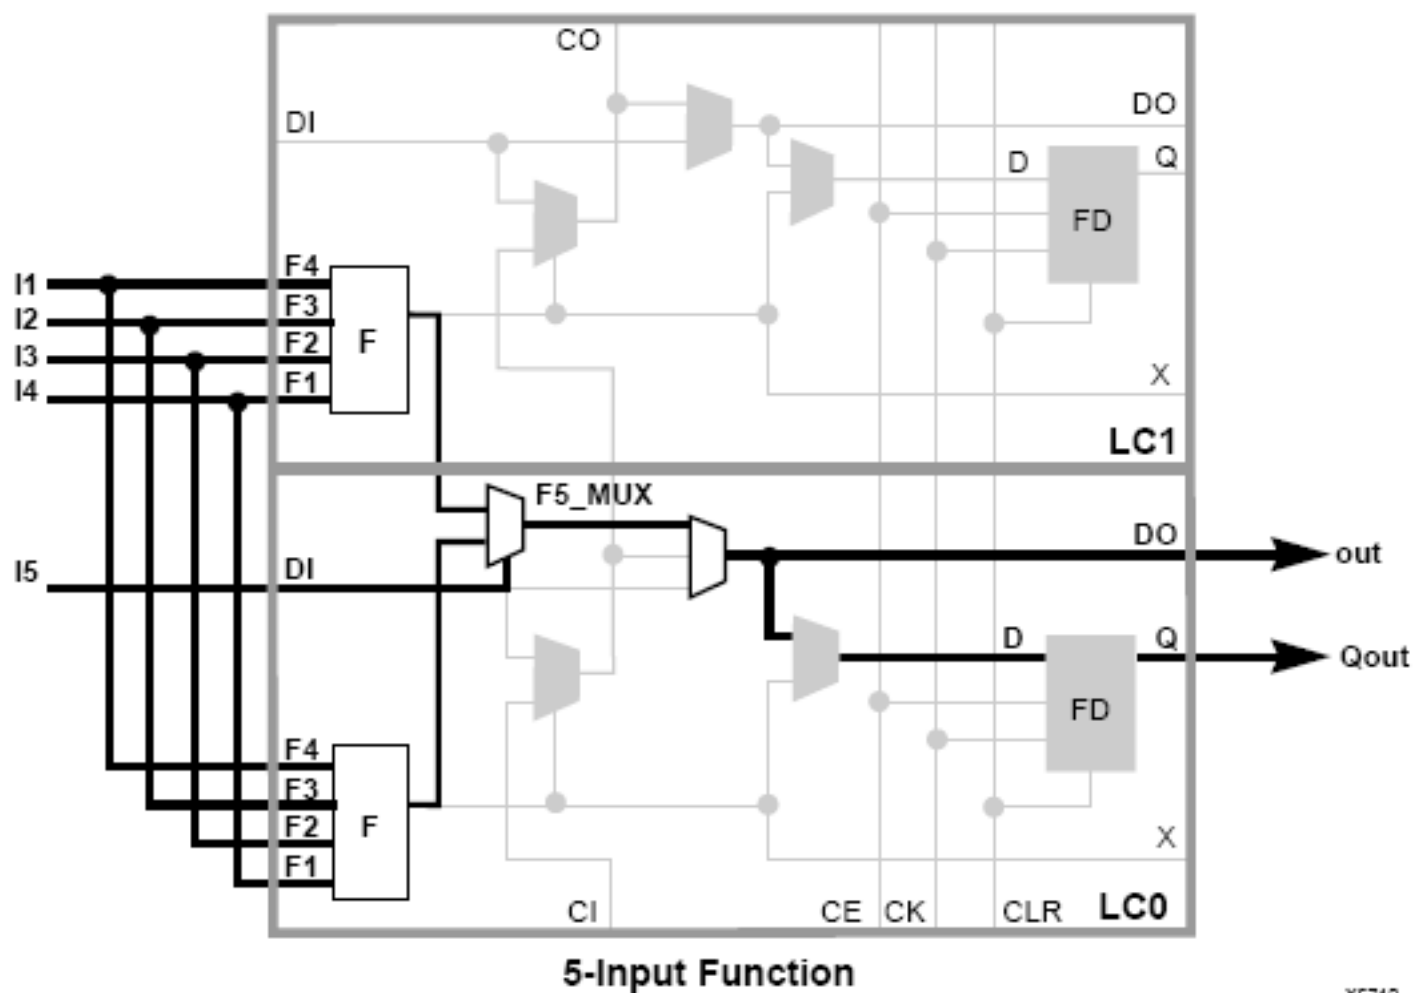 CO
DI
DO
D
Q
FD
I1
F4
I2
F3
I3
F2
I4
F1
F
X
LC1
F5_MUX
DO
out
I5
DI
D
Q
Qout
FD
F4
F3
F2
F1
F
X
CI
CE
CK
CLR
LC0
5-Input Function